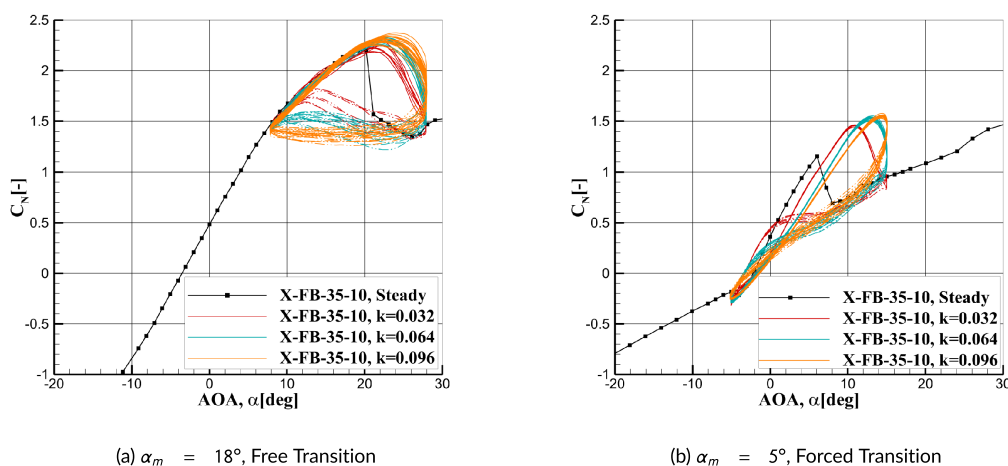 2.5
2
1.5
1
0.5
0
-0.5
-1
C_N[-]
-20
-10
0
10
20
30
AOA, α[deg]
X-FB-35-10, Steady
X-FB-35-10, k=0.032
X-FB-35-10, k=0.064
X-FB-35-10, k=0.096
(a) α_m = 18°, Free Transition
2.5
2
1.5
1
0.5
0
-0.5
-1
C_N[-]
-20
-10
0
10
20
30
AOA, α[deg]
X-FB-35-10, Steady
X-FB-35-10, k=0.032
X-FB-35-10, k=0.064
X-FB-35-10, k=0.096
(b) α_m = 5°, Forced Transition